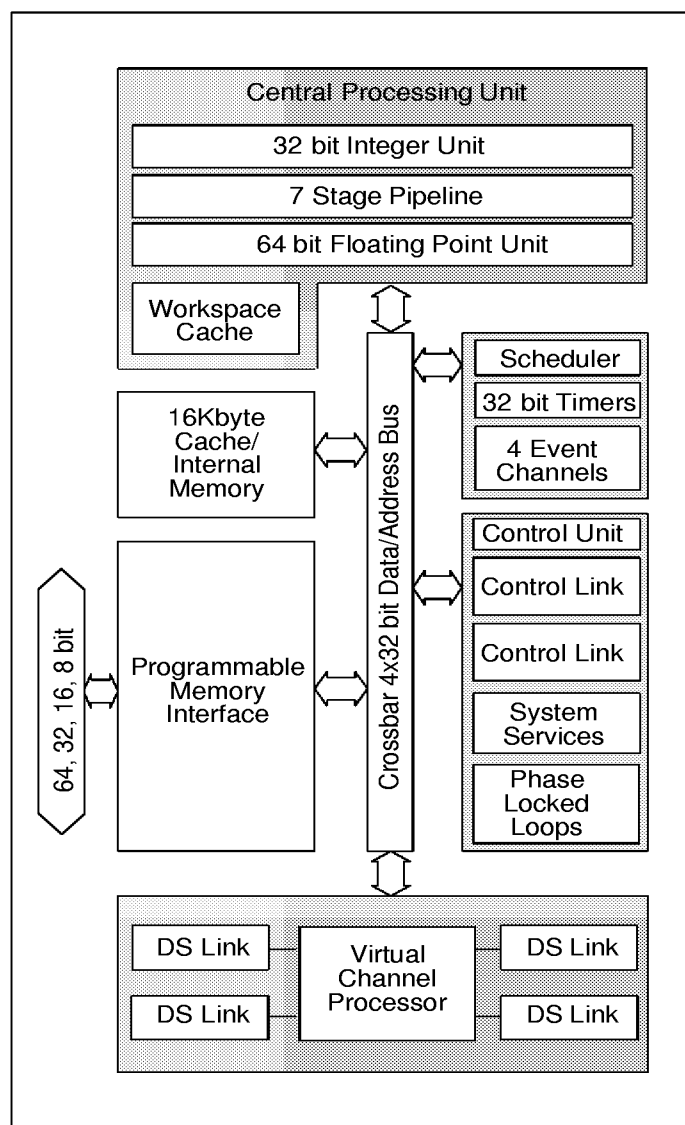 Central Processing Unit
32 bit Integer Unit
7 Stage Pipeline
64 bit Floating Point Unit
Workspace
Cache
16Kbyte
Cache/
Internal
Memory
Programmable
Memory
Interface
64, 32, 16, 8 bit
Crossbar 4x32 bit Data/Address Bus
Scheduler
32 bit Timers
4 Event
Channels
Control Unit
Control Link
Control Link
System
Services
Phase
Locked
Loops
DS Link
DS Link
Virtual
Channel
Processor
DS Link
DS Link